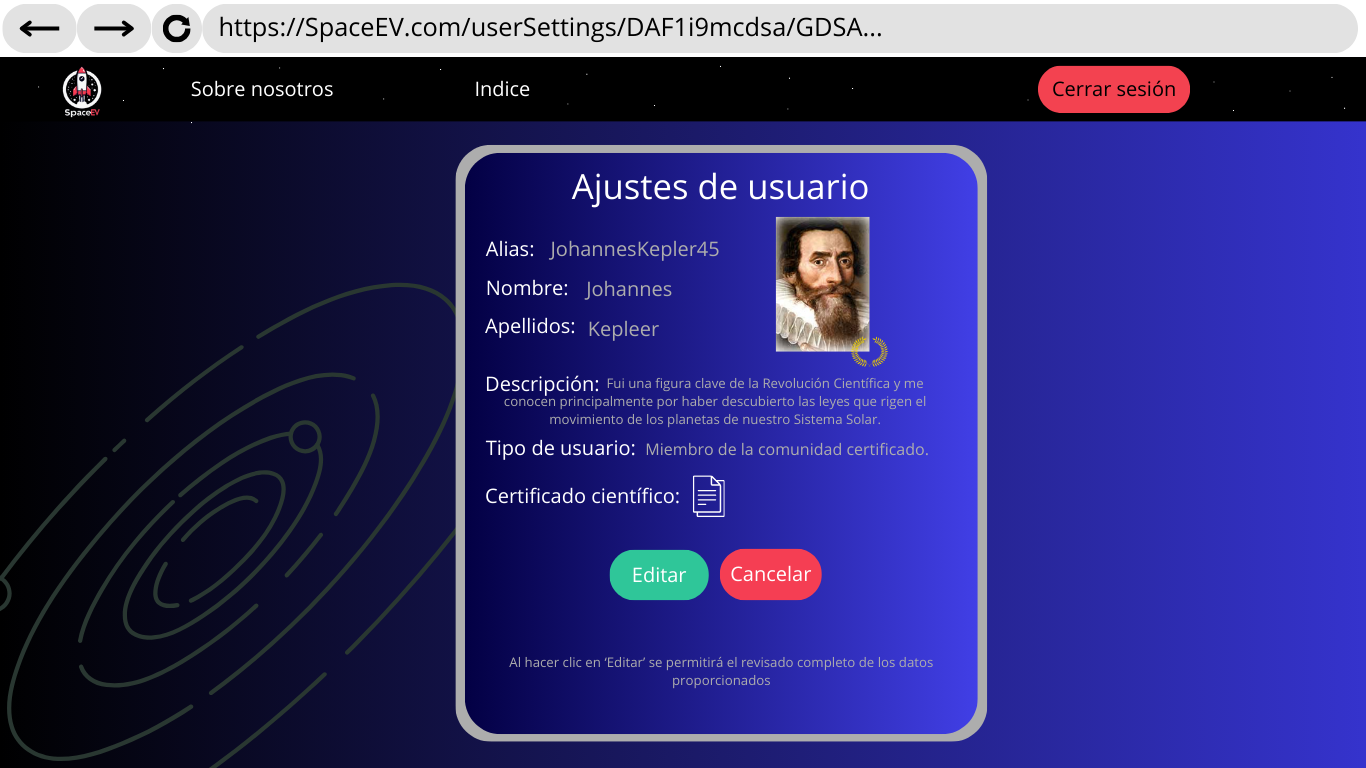 https://SpaceEV.com/userSettings/DAF1i9mcdsa/GDSA...
SpaceEV
Sobre nosotros
Indice
Cerrar sesión
Ajustes de usuario
Alias: JohannesKepler45
Nombre: Johannes
Apellidos: Kepleer
Descripción: Fui una figura clave de la Revolución Científica y me
conocen principalmente por haber descubierto las leyes que rigen el
movimiento de los planetas de nuestro Sistema Solar.
Tipo de usuario: Miembro de la comunidad certificado.
Certificado científico:
Editar
Cancelar
Al hacer clic en ‘Editar’ se permitirá el revisado completo de los datos
proporcionados